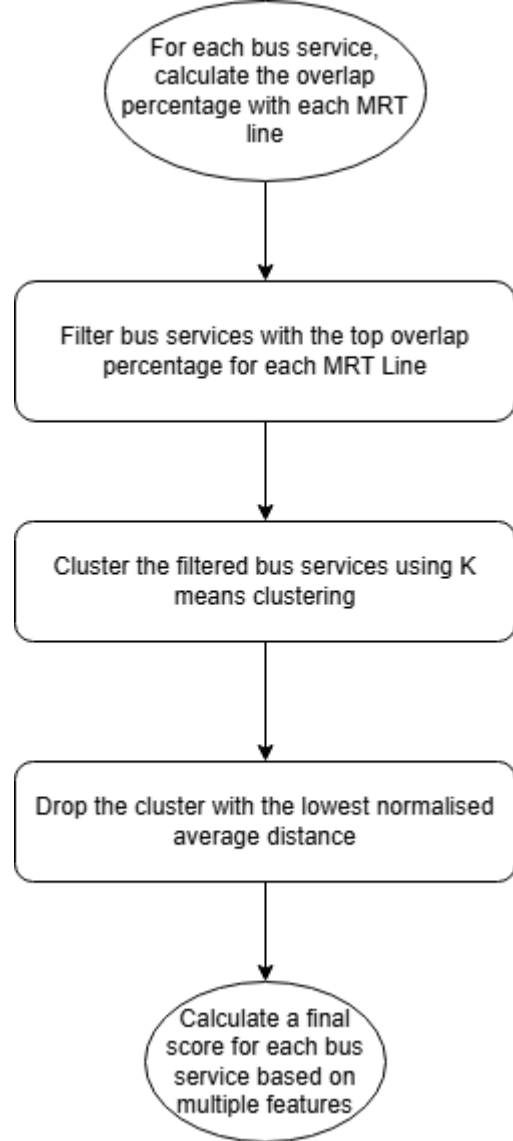 For each bus service,
calculate the overlap
percentage with each MRT
line
Filter bus services with the top overlap
percentage for each MRT Line
Cluster the filtered bus services using K
means clustering
Drop the cluster with the lowest normalised
average distance
Calculate a final
score for each bus
service based on
multiple features